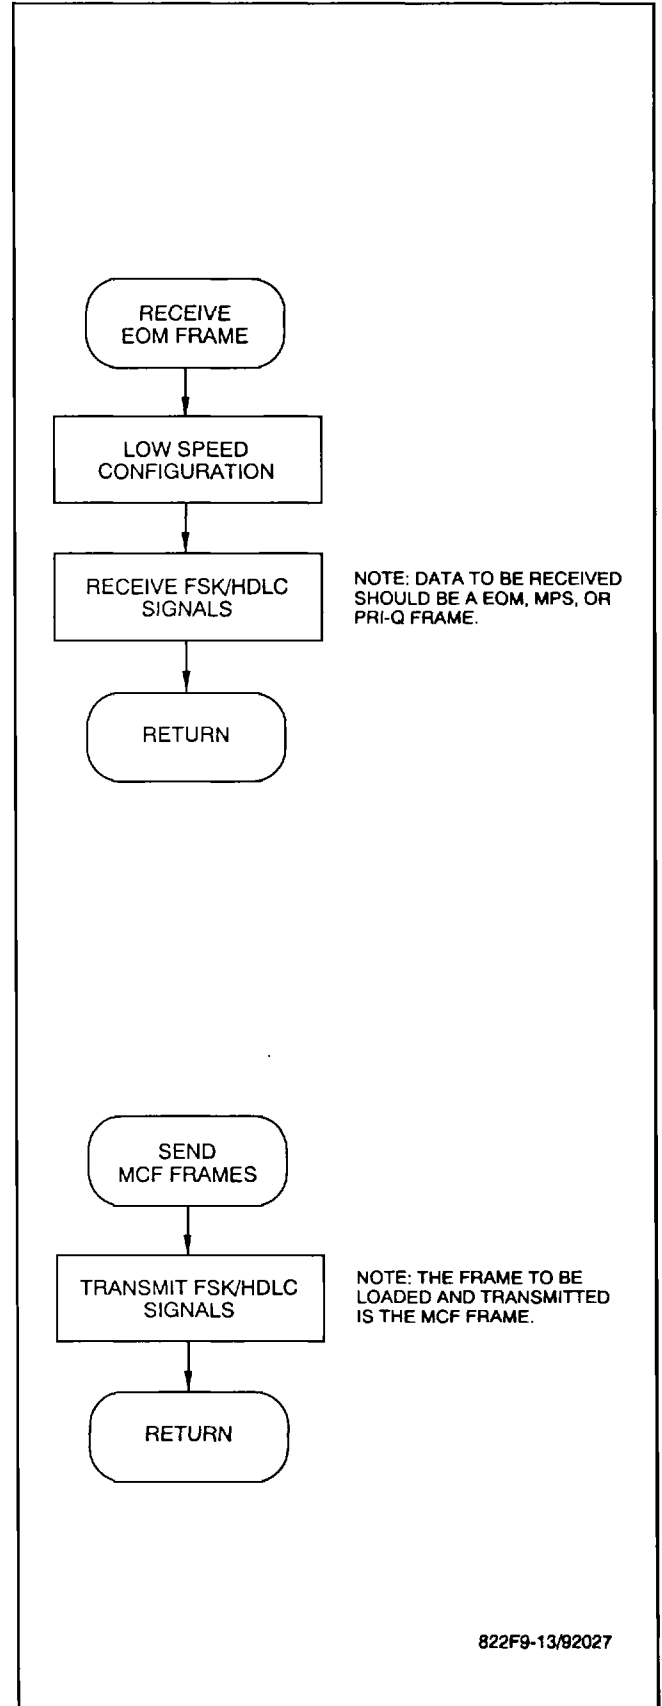 RECEIVE
EOM FRAME
LOW SPEED
CONFIGURATION
RECEIVE FSK/HDLC
SIGNALS
NOTE: DATA TO BE RECEIVED
SHOULD BE A EOM, MPS, OR
PRI-Q FRAME.
RETURN
SEND
MCF FRAMES
TRANSMIT FSK/HDLC
SIGNALS
NOTE: THE FRAME TO BE
LOADED AND TRANSMITTED
IS THE MCF FRAME.
RETURN
822F9-13/92027